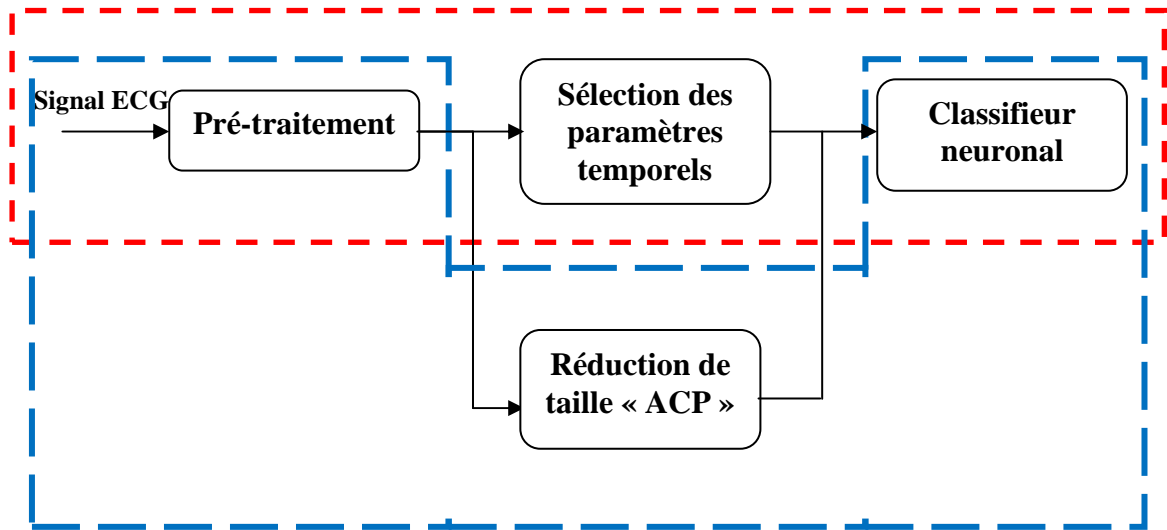 Signal ECG
Pré-traitement
Sélection des
paramètres
temporels
Classifieur
neuronal
Réduction de
taille « ACP »